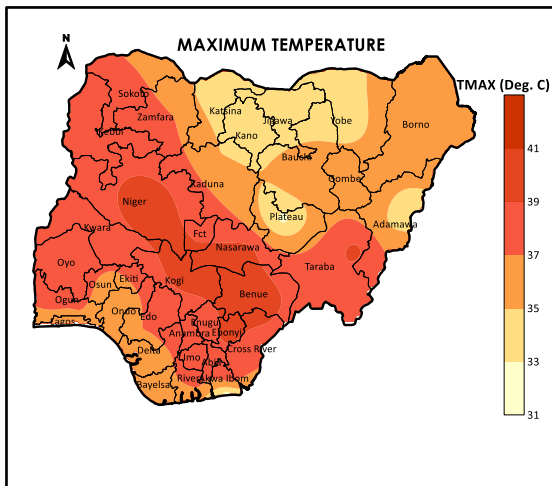 N
MAXIMUM TEMPERATURE
TMAX (Deg. C)
Sokoto
Katsina
Zamfara
Jigawa
Yobe
Borno
Kebbi
Kano
Bauchi
Kaduna
Gombe
Niger
Plateau
Adamawa
Kwara
Fct
Nasarawa
Taraba
Oyo
Osun
Ekiti
Kogi
Benue
Ogun
Ondo
Edo
Enugu
Lagos
Anambra
Ebonyi
Delta
Imo
Abia
Cross River
Bayelsa
Rivers
Akwa Ibom
41
39
37
35
33
31